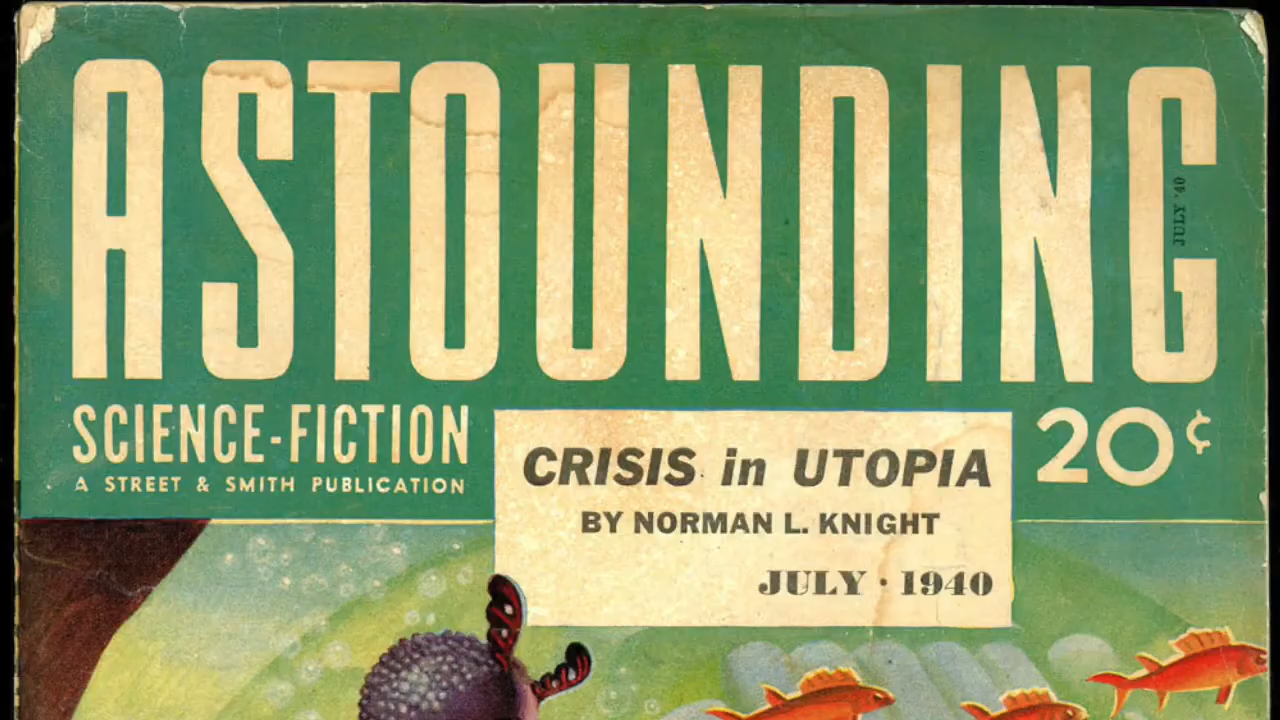 ASTOUNDING
JULY '40
SCIENCE-FICTION
20¢
A STREET & SMITH PUBLICATION
CRISIS in UTOPIA
BY NORMAN L. KNIGHT
JULY · 1940